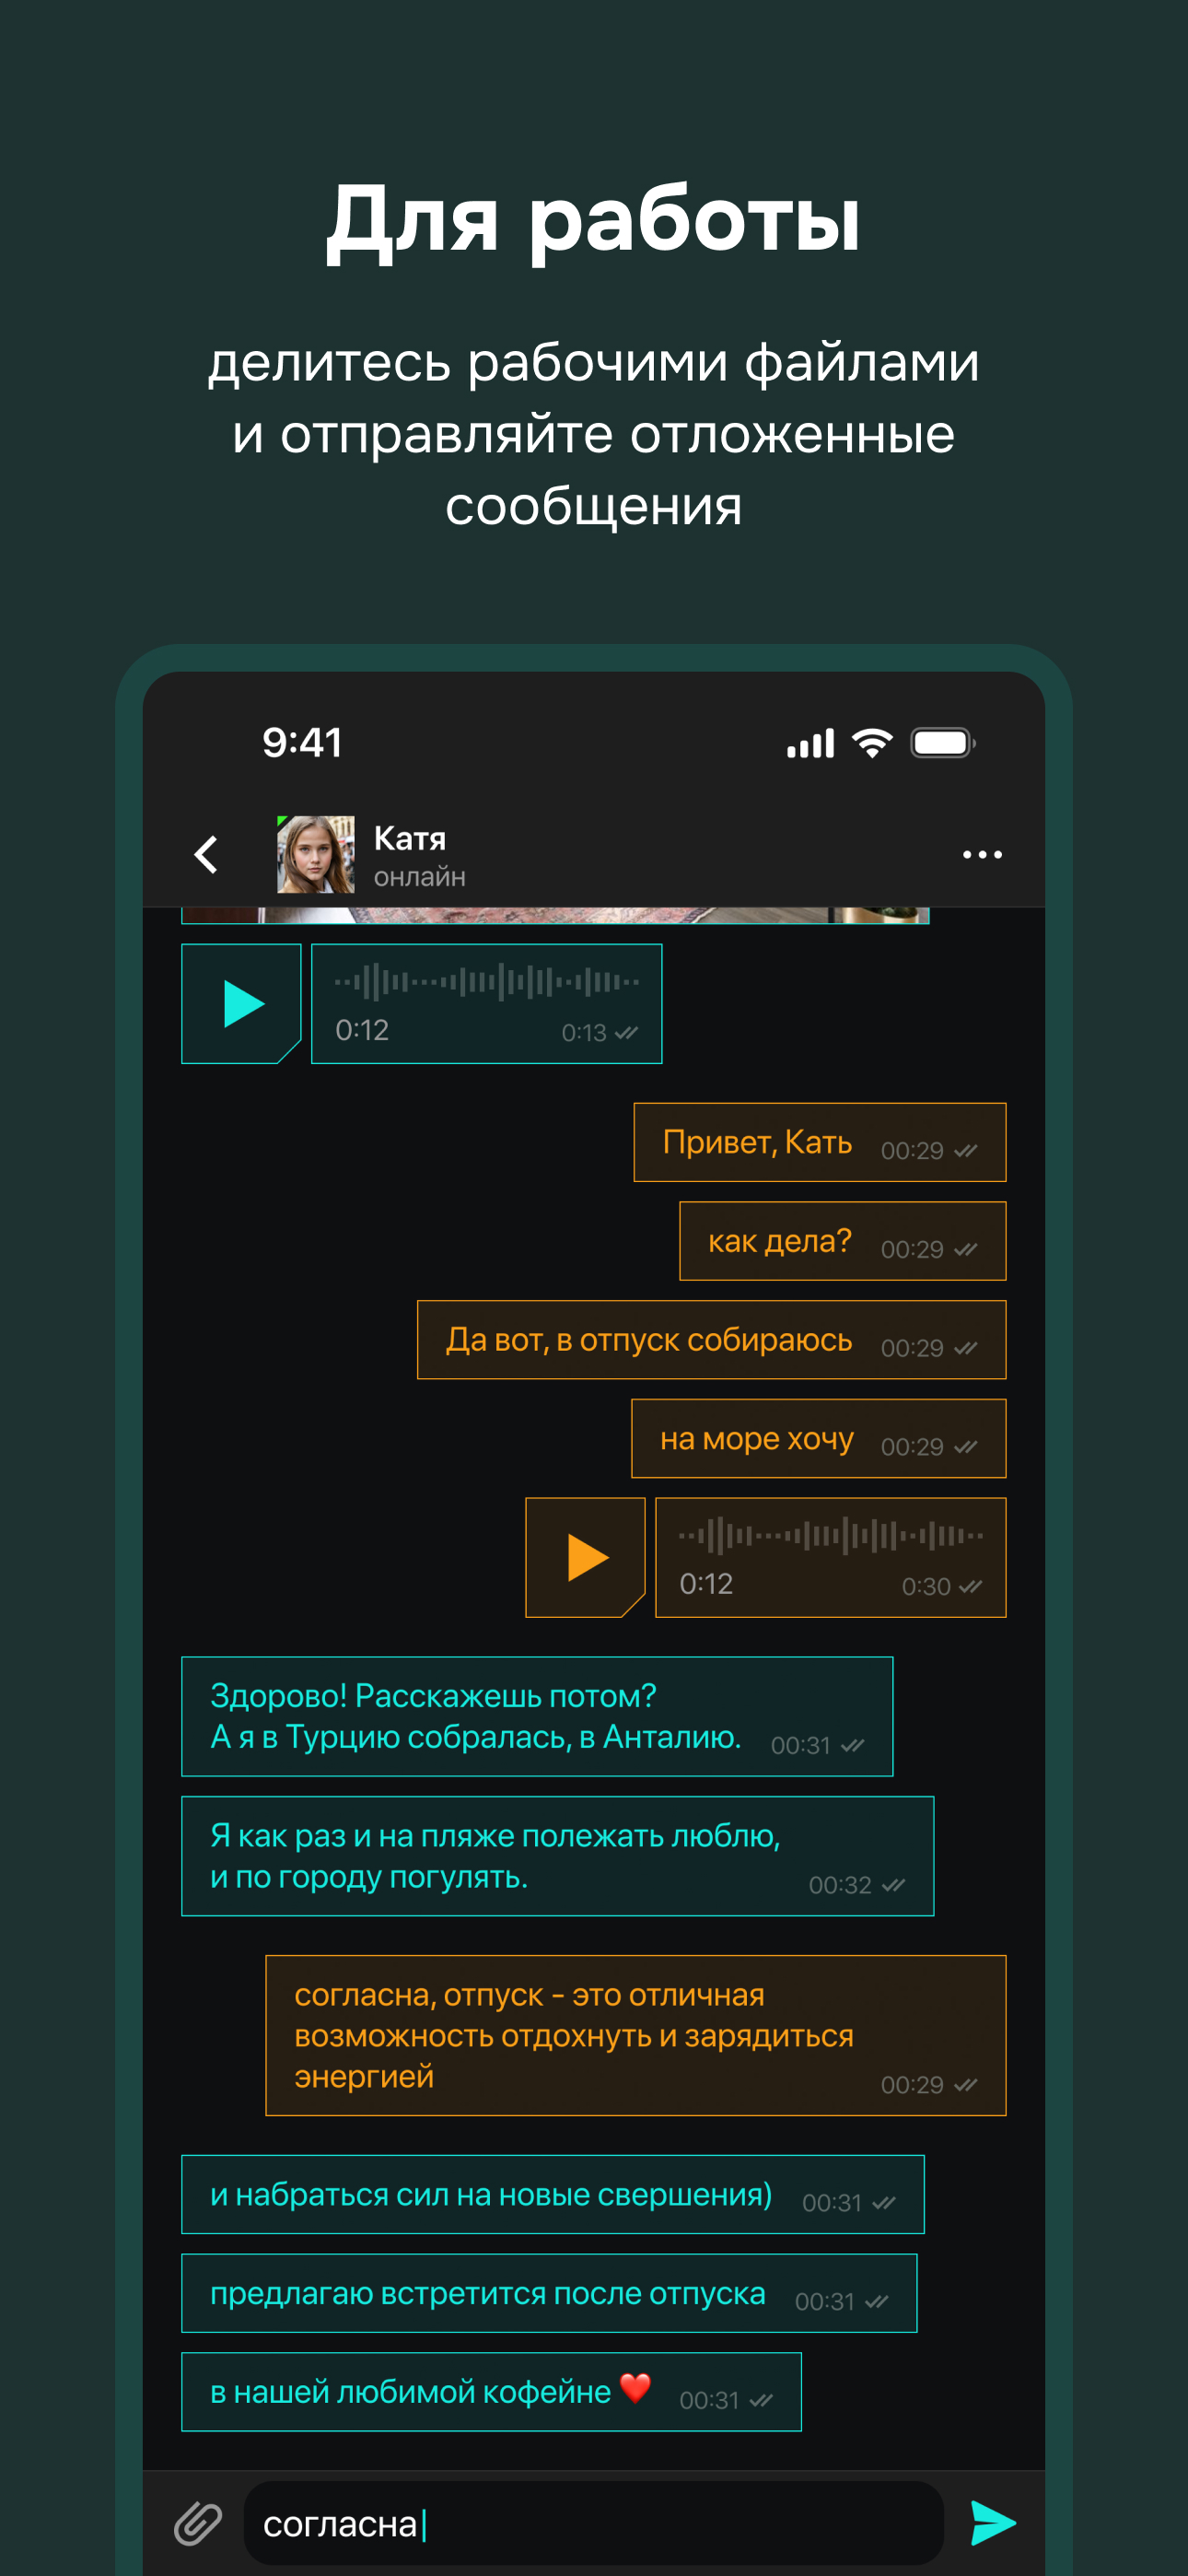 Для работы
делитесь рабочими файлами
и отправляйте отложенные
сообщения
9:41
Катя
онлайн
0:12
0:13
Привет, Кать
00:29
как дела?
00:29
Да вот, в отпуск собираюсь
00:29
на море хочу
00:29
0:12
0:30
Здорово! Расскажешь потом?
А я в Турцию собралась, в Анталию.
00:31
Я как раз и на пляже полежать люблю,
и по городу погулять.
00:32
согласна, отпуск - это отличная
возможность отдохнуть и зарядиться
энергией
00:29
и набраться сил на новые свершения)
00:31
предлагаю встретится после отпуска
00:31
в нашей любимой кофейне ❤️
00:31
согласна